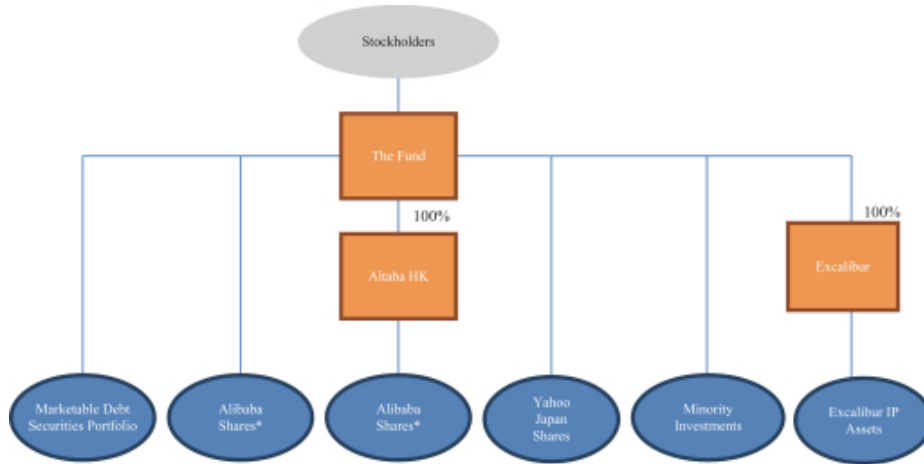 Stockholders
The Fund
100%
100%
Altaba HK
Excalibur
Marketable Debt
Securities Portfolio
Alibaba
Shares*
Alibaba
Shares*
Yahoo
Japan
Shares
Minority
Investments
Excalibur IP
Assets